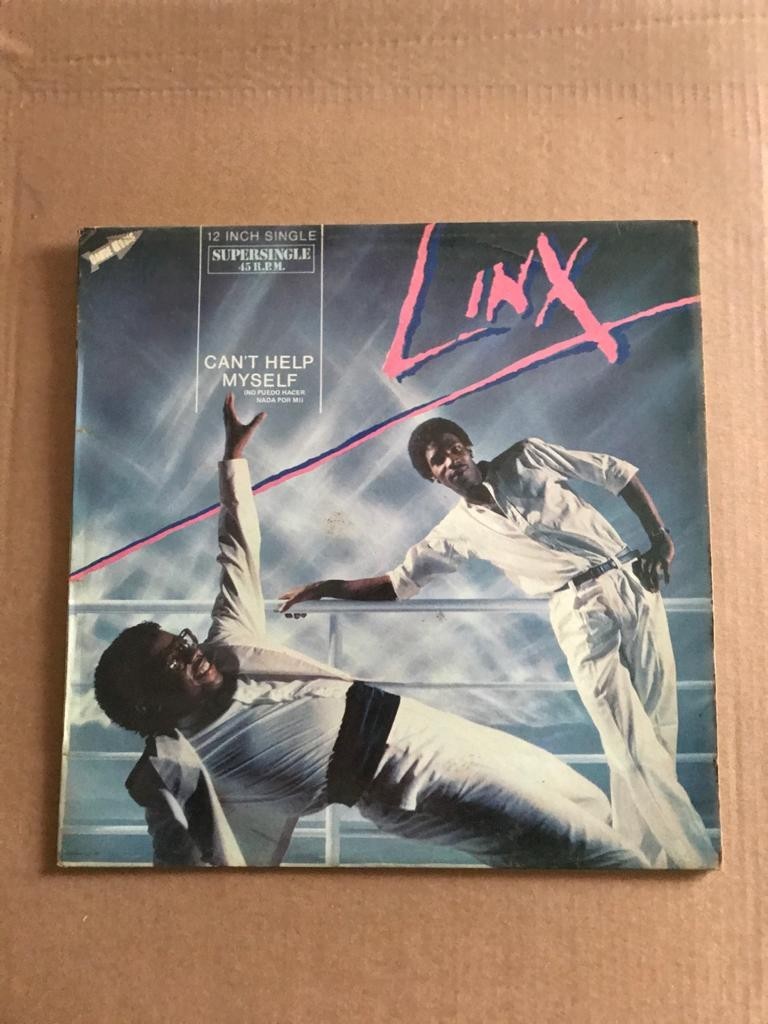 12 INCH SINGLE
SUPERSINGLE
45 R.P.M.
LINX
CAN'T HELP
MYSELF
(NO PUEDO HACER
NADA POR MI)